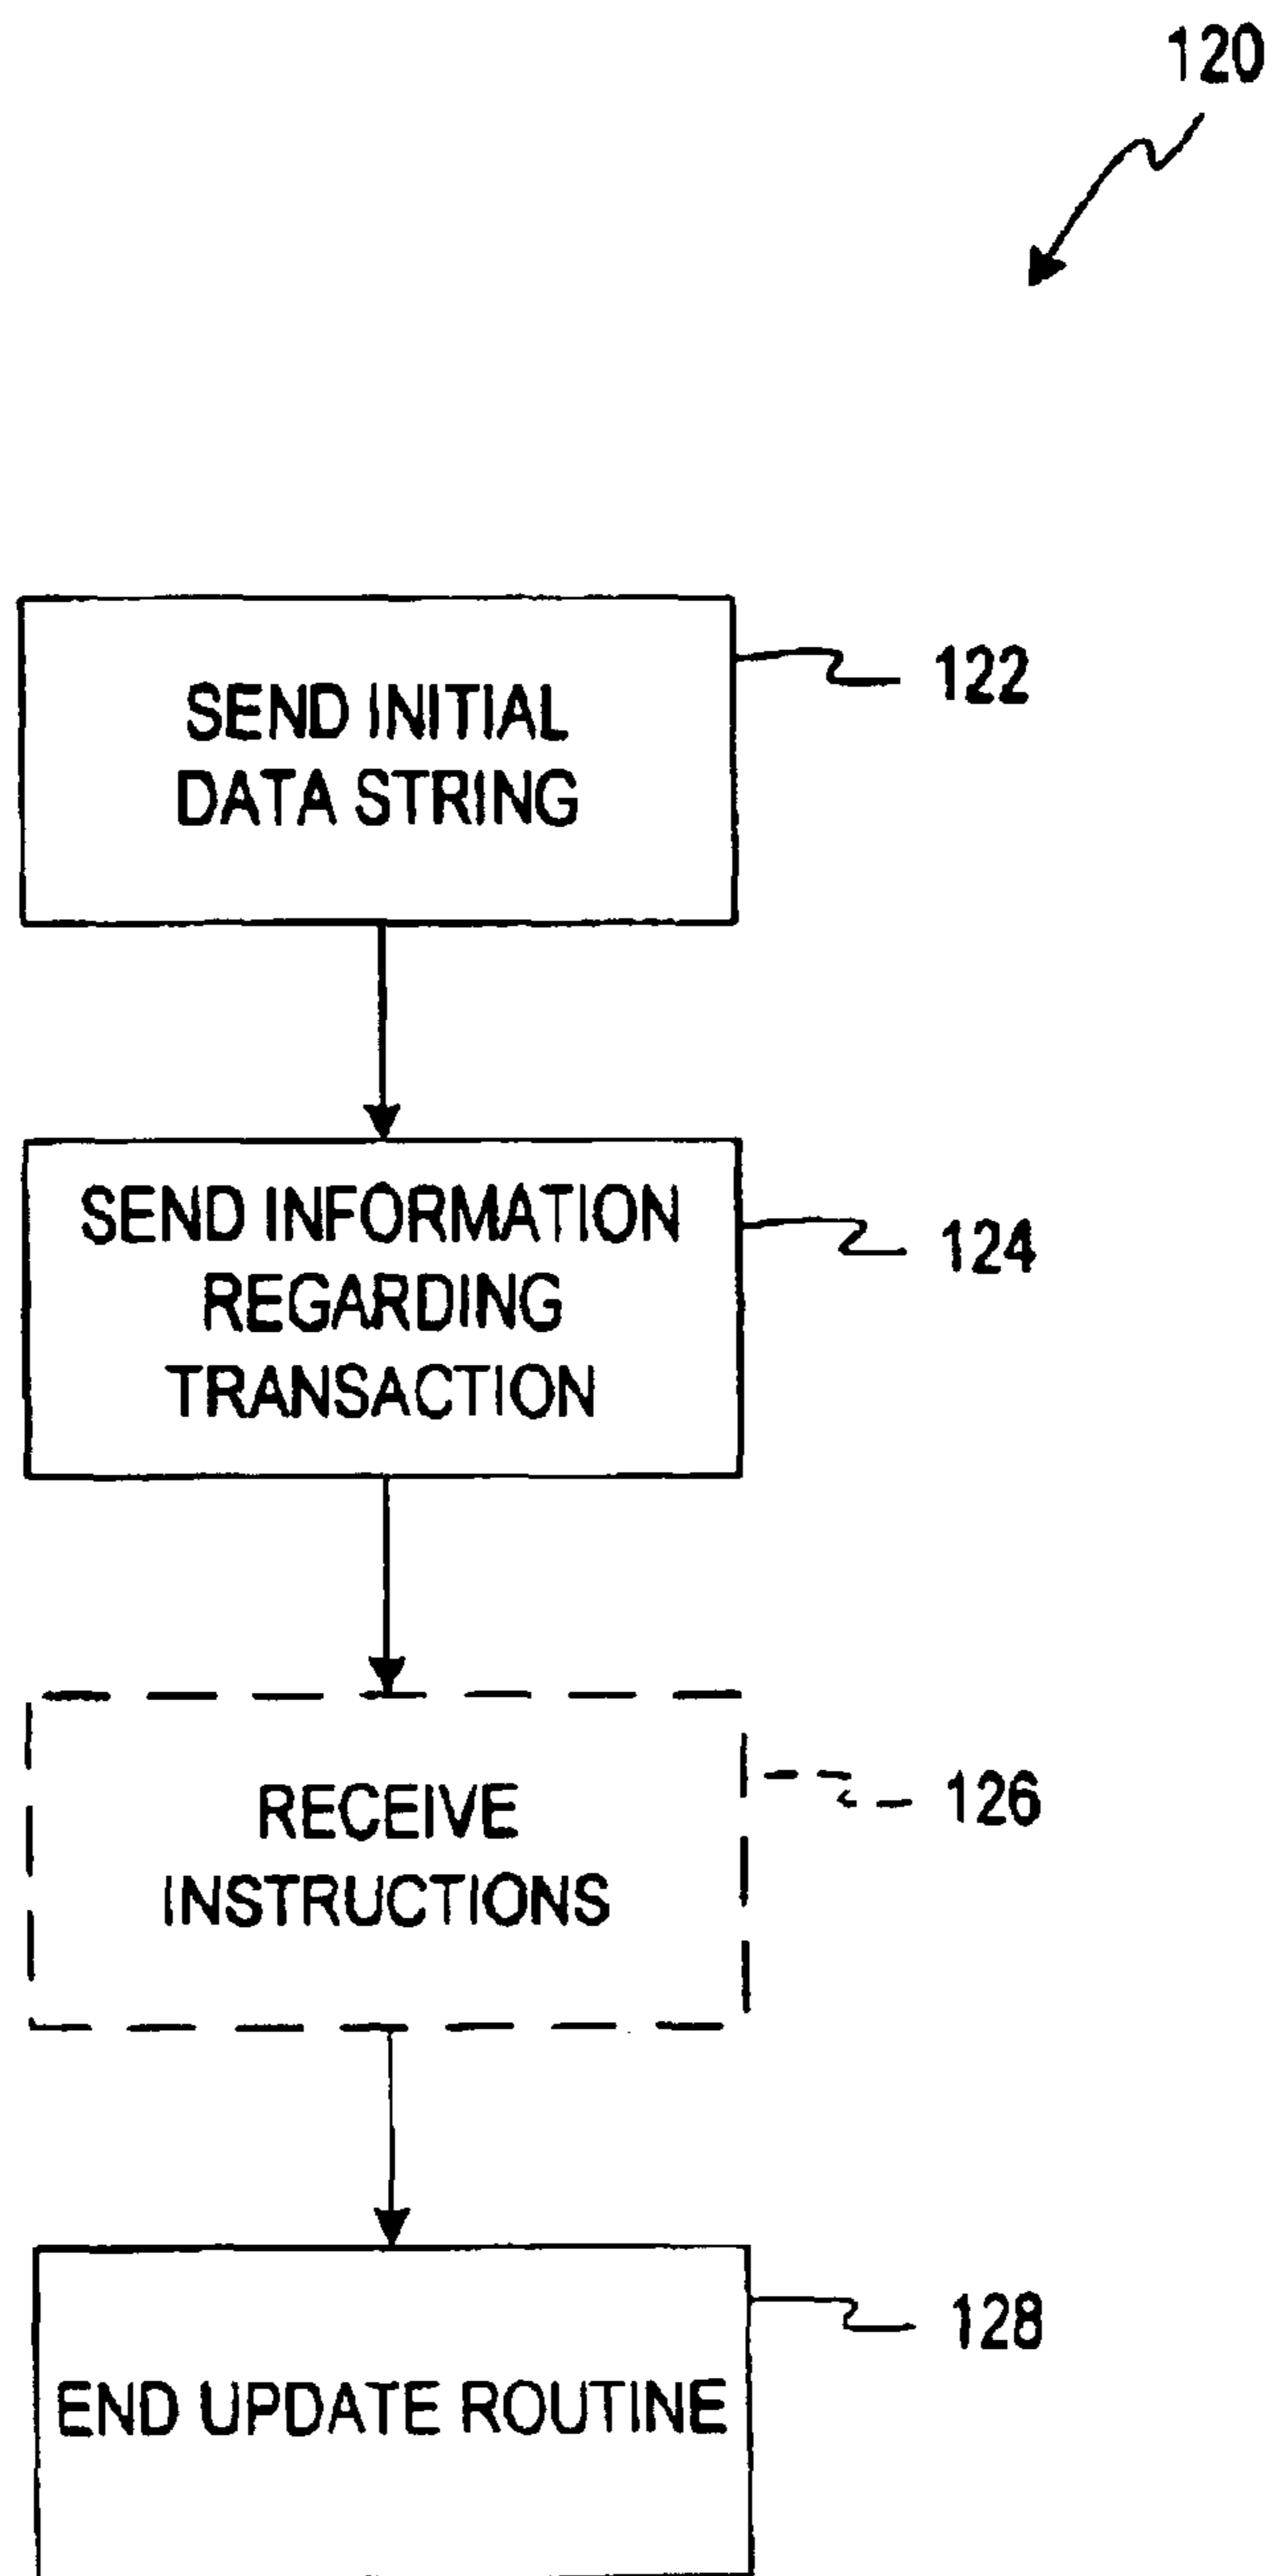 120
SEND INITIAL
DATA STRING
122
SEND INFORMATION
REGARDING
TRANSACTION
124
RECEIVE
INSTRUCTIONS
126
END UPDATE ROUTINE
128